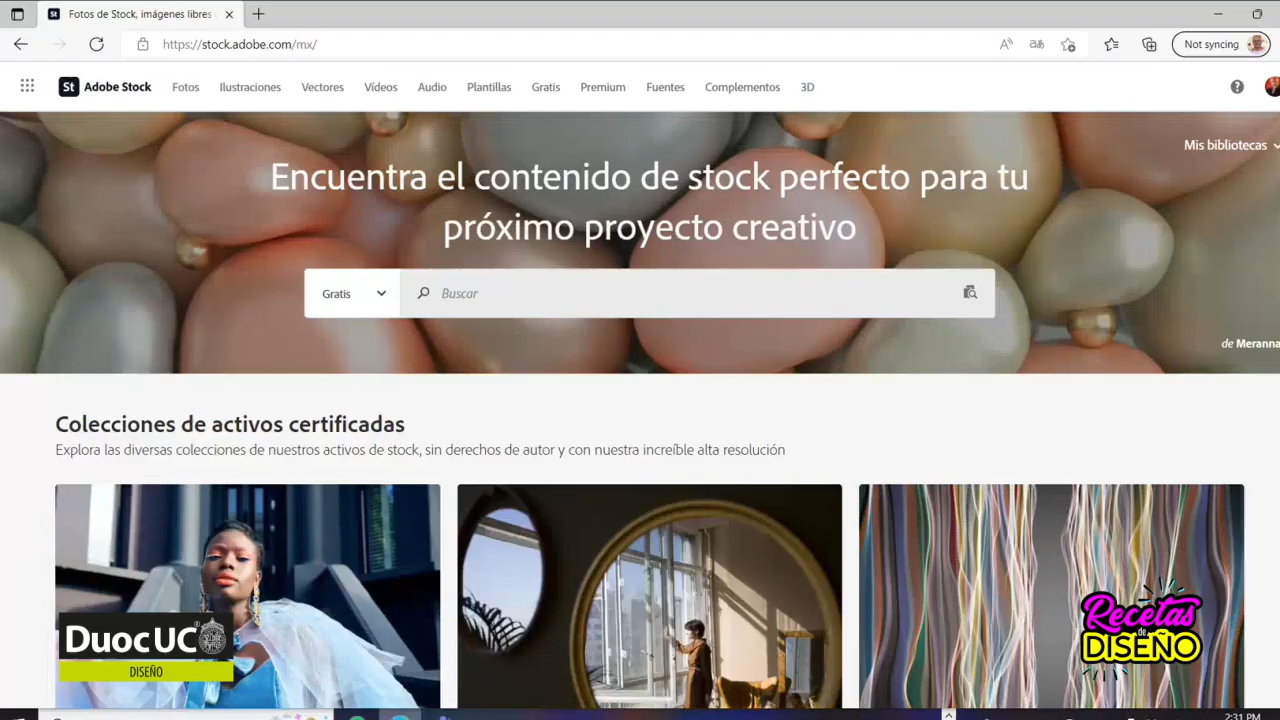 Fotos de Stock, imágenes libres
https://stock.adobe.com/mx/
Not syncing
St Adobe Stock Fotos Ilustraciones Vectores Vídeos Audio Plantillas Gratis Premium Fuentes Complementos 3D
Mis bibliotecas
Encuentra el contenido de stock perfecto para tu
próximo proyecto creativo
Gratis Buscar
de Meranna
Colecciones de activos certificadas
Explora las diversas colecciones de nuestros activos de stock, sin derechos de autor y con nuestra increíble alta resolución
DuocUC
DISEÑO
Recetas
de
DISEÑO
2:31 PM